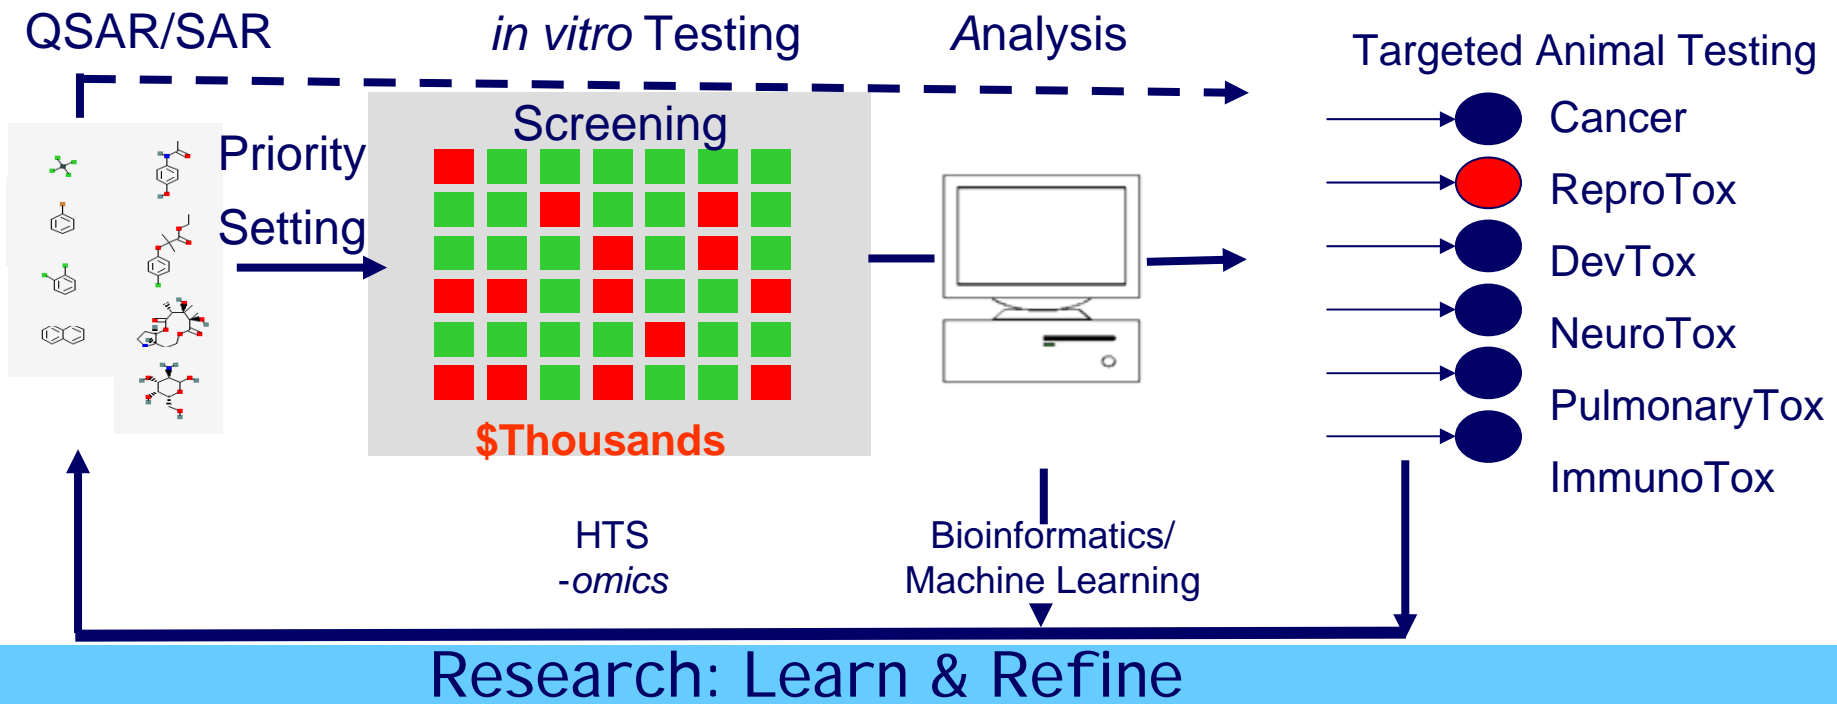 QSAR/SAR
in vitro Testing
Analysis
Targeted Animal Testing
Priority
Setting
Screening
$Thousands
Cancer
ReproTox
DevTox
NeuroTox
PulmonaryTox
ImmunoTox
HTS
-omics
Bioinformatics/
Machine Learning
Research: Learn & Refine